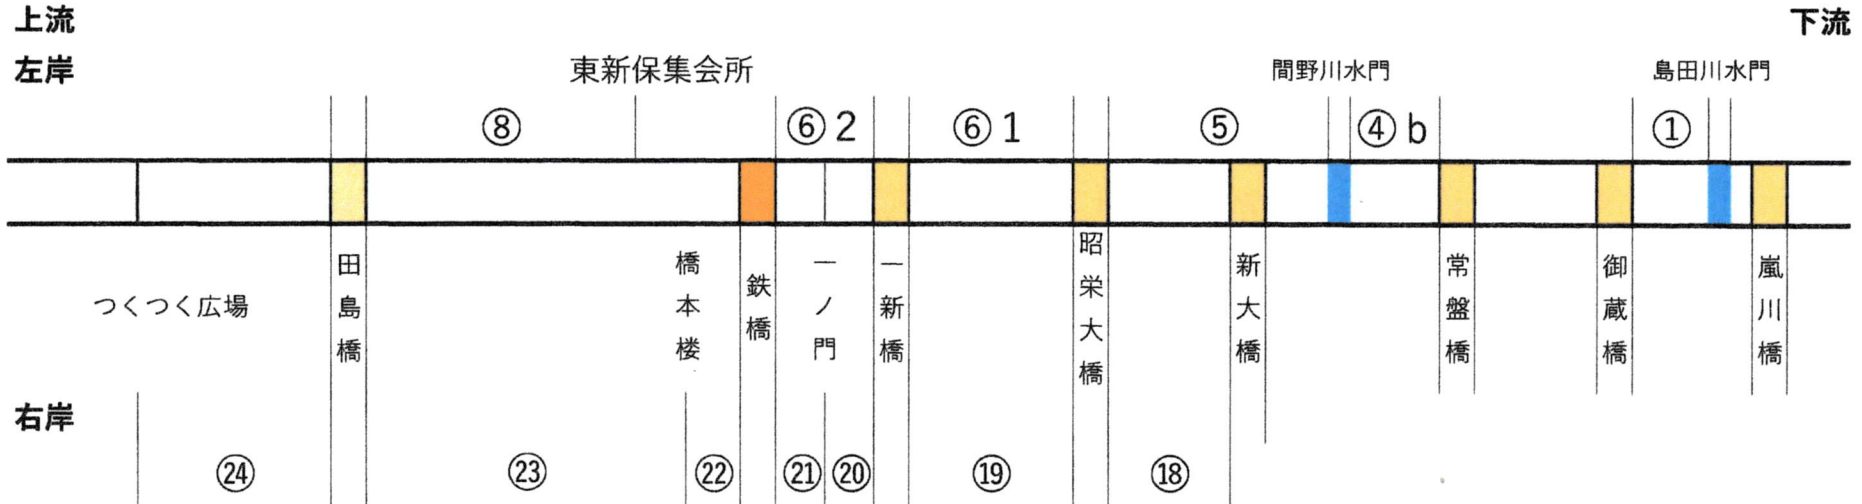 上流
下流
左岸
東新保集会所
間野川水門
島田川水門
⑧
⑥2
⑥1
⑤
④b
①
つくつく広場
田島橋
橋本楼
鉄橋
一ノ門
一新橋
昭栄大橋
新大橋
常盤橋
御蔵橋
嵐川橋
右岸
㉔
㉓
㉒
㉑
⑳
⑲
⑱